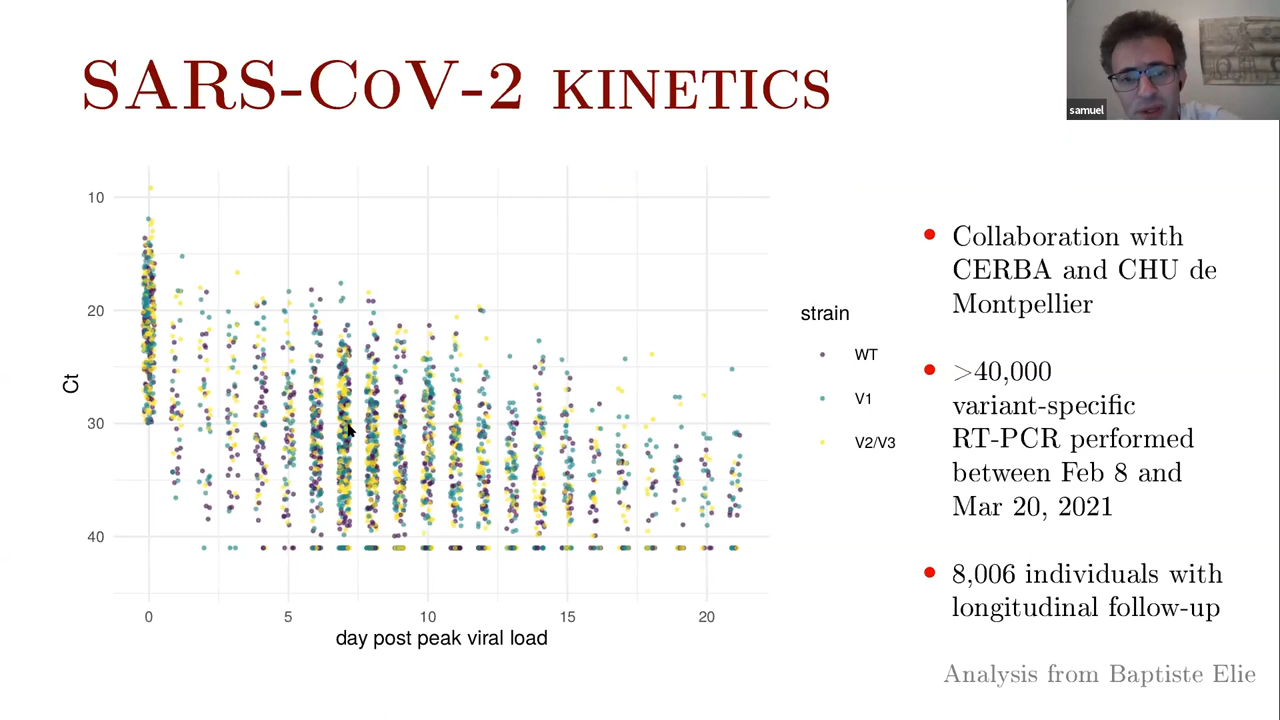 SARS-CoV-2 KINETICS
samuel
10
20
30
40
Ct
0 5 10 15 20
day post peak viral load
strain
WT
V1
V2/V3
• Collaboration with
CERBA and CHU de
Montpellier
• >40,000
variant-specific
RT-PCR performed
between Feb 8 and
Mar 20, 2021
• 8,006 individuals with
longitudinal follow-up
Analysis from Baptiste Elie